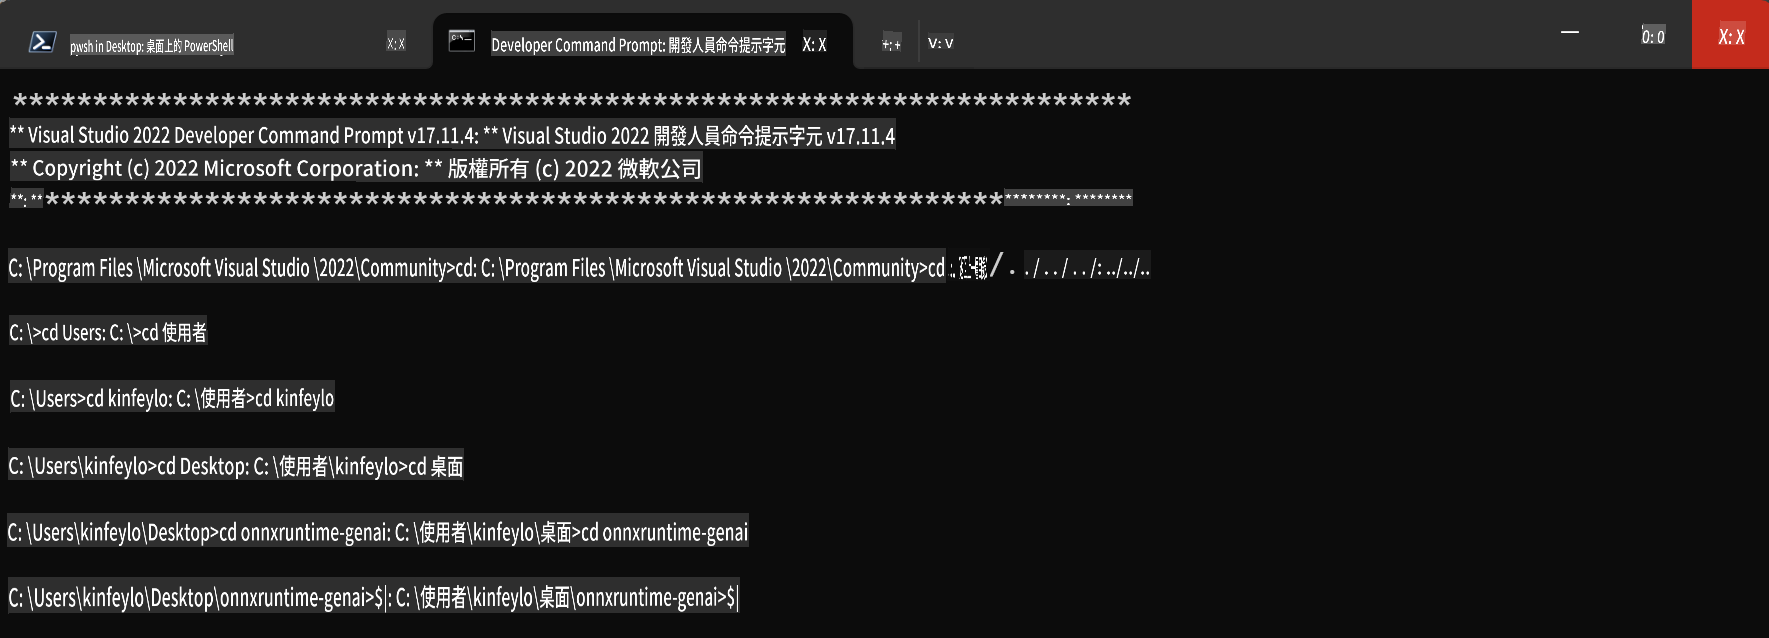 pwsh in Desktop: 桌面上的 PowerShell X: X Developer Command Prompt: 開發人員命令提示字元 X: X +: + V: V O: O X: X
**********************************************************************
** Visual Studio 2022 Developer Command Prompt v17.11.4: ** Visual Studio 2022 開發人員命令提示字元 v17.11.4
** Copyright (c) 2022 Microsoft Corporation: ** 版權所有 (c) 2022 微軟公司
**: ************************************************************************: ********
C: \Program Files \Microsoft Visual Studio \2022\Community>cd: C: \Program Files \Microsoft Visual Studio \2022\Community>cd / . . / . . / . . /: ../../..
C: \>cd Users: C: \>cd 使用者
C: \Users>cd kinfeylo: C: \使用者>cd kinfeylo
C: \Users\kinfeylo>cd Desktop: C: \使用者\kinfeylo>cd 桌面
C: \Users\kinfeylo\Desktop>cd onnxruntime-genai: C: \使用者\kinfeylo\桌面>cd onnxruntime-genai
C: \Users\kinfeylo\Desktop\onnxruntime-genai>$|: C: \使用者\kinfeylo\桌面\onnxruntime-genai>$|